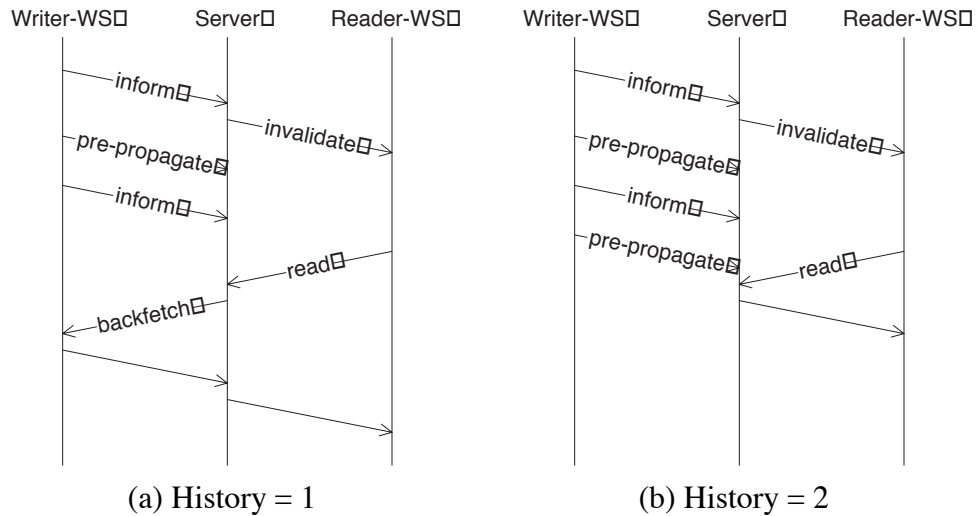 Writer-WS□ Server□ Reader-WS□
inform□
invalidate□
pre-propagate□
inform□
read□
backfetch□
(a) History = 1
Writer-WS□ Server□ Reader-WS□
inform□
invalidate□
pre-propagate□
inform□
pre-propagate□
read□
(b) History = 2